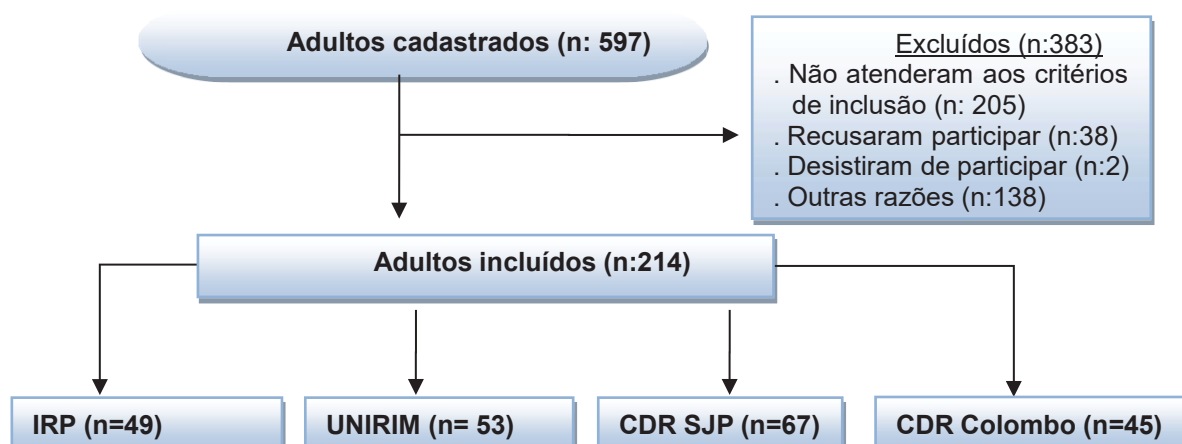 Adultos cadastrados (n: 597)
Excluídos (n:383)
. Não atenderam aos critérios
de inclusão (n: 205)
. Recusaram participar (n:38)
. Desistiram de participar (n:2)
. Outras razões (n:138)
Adultos incluídos (n:214)
IRP (n=49)
UNIRIM (n= 53)
CDR SJP (n=67)
CDR Colombo (n=45)